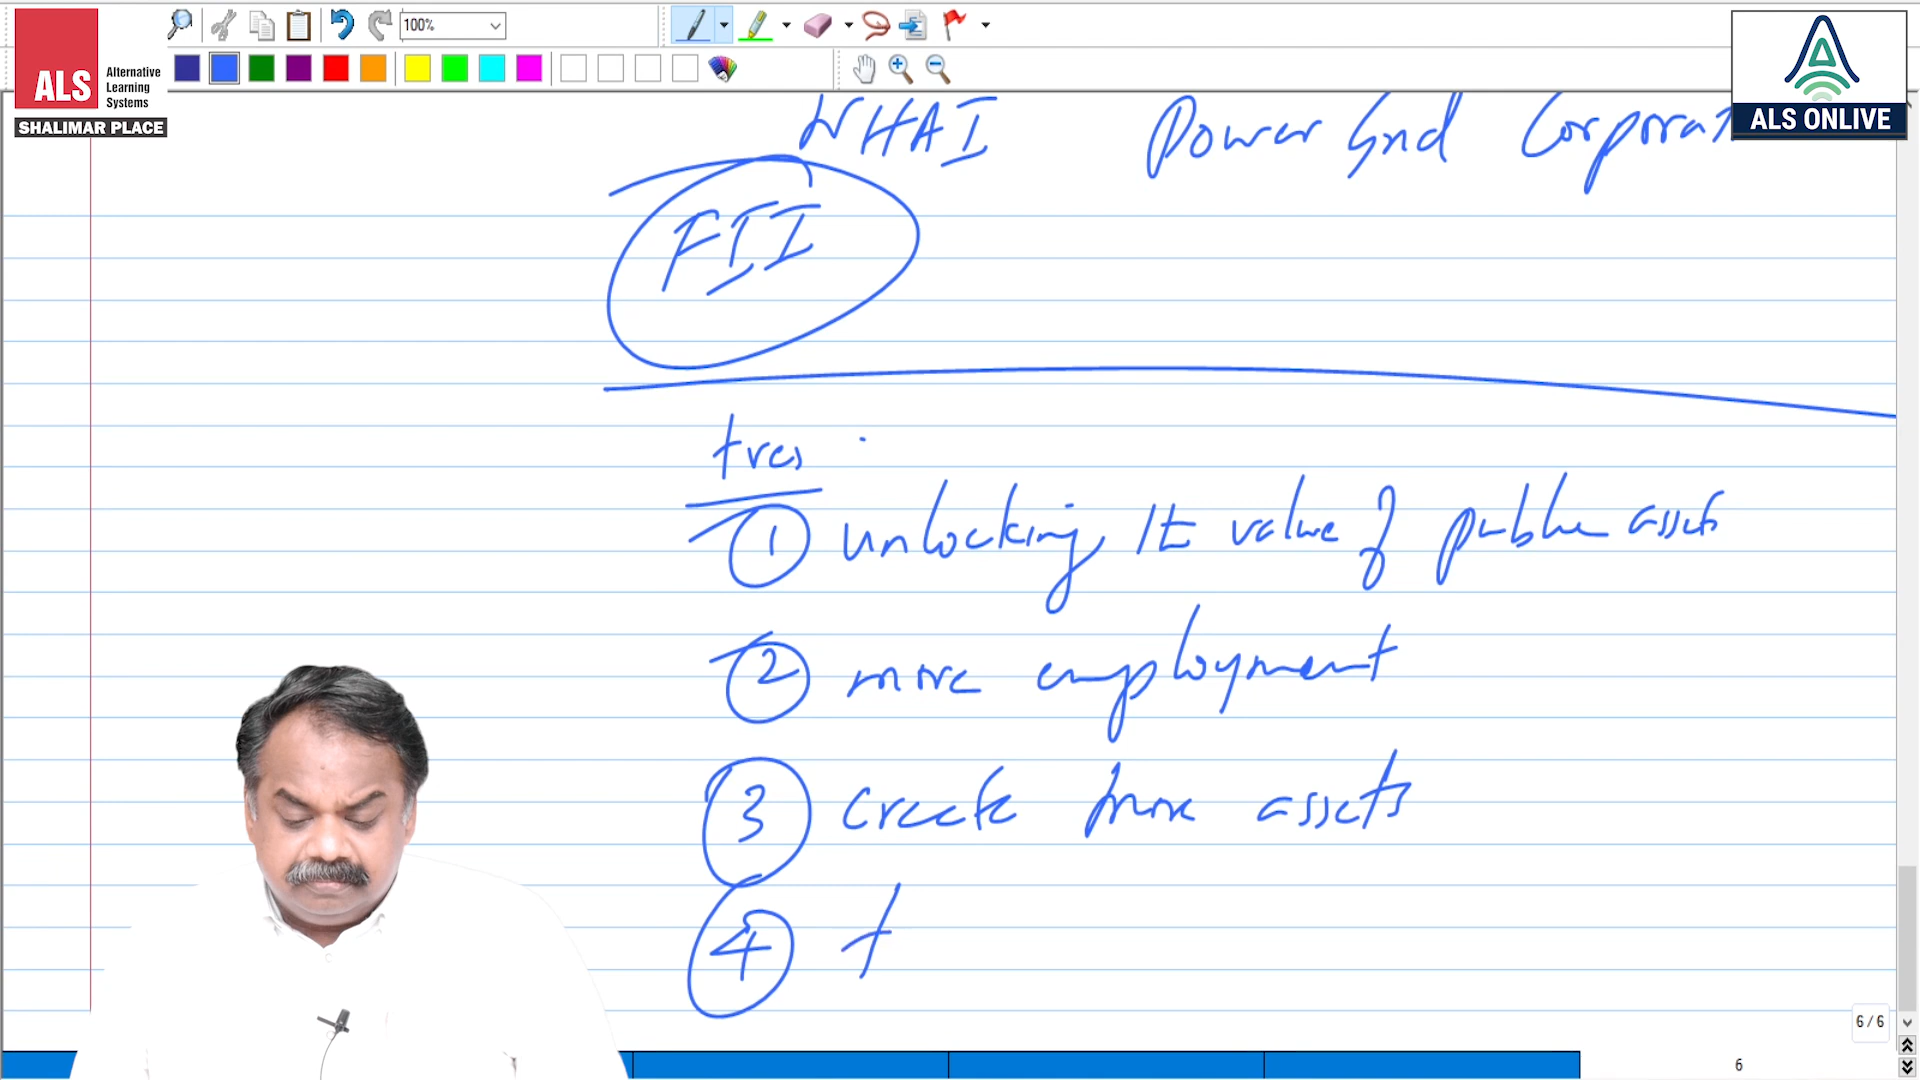 100%
ALS
Alternative
Learning
Systems
SHALIMAR PLACE
ALS ONLIVE
NHAI Power Grid Corporat
FII
+ves
1 unlocking the value of public assets
2 more employment
3 create more assets
4
6 / 6
6